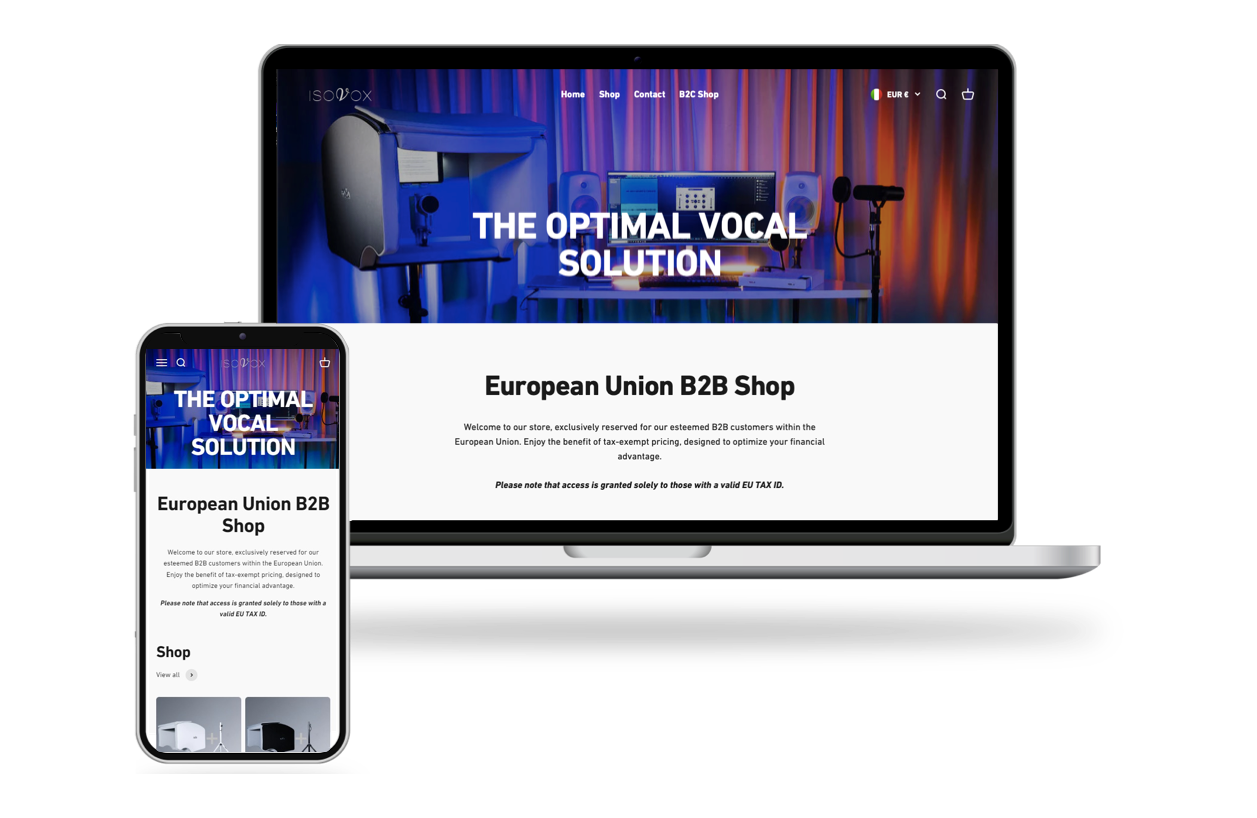 ISOVOX
Home Shop Contact B2C Shop
EUR €
THE OPTIMAL VOCAL
SOLUTION
European Union B2B Shop
Welcome to our store, exclusively reserved for our esteemed B2B customers within the
European Union. Enjoy the benefit of tax-exempt pricing, designed to optimize your financial
advantage.
Please note that access is granted solely to those with a valid EU TAX ID.
ISOVOX
THE OPTIMAL
VOCAL
SOLUTION
European Union B2B
Shop
Welcome to our store, exclusively reserved for our
esteemed B2B customers within the European Union.
Enjoy the benefit of tax-exempt pricing, designed to
optimize your financial advantage.
Please note that access is granted solely to those with a
valid EU TAX ID.
Shop
View all